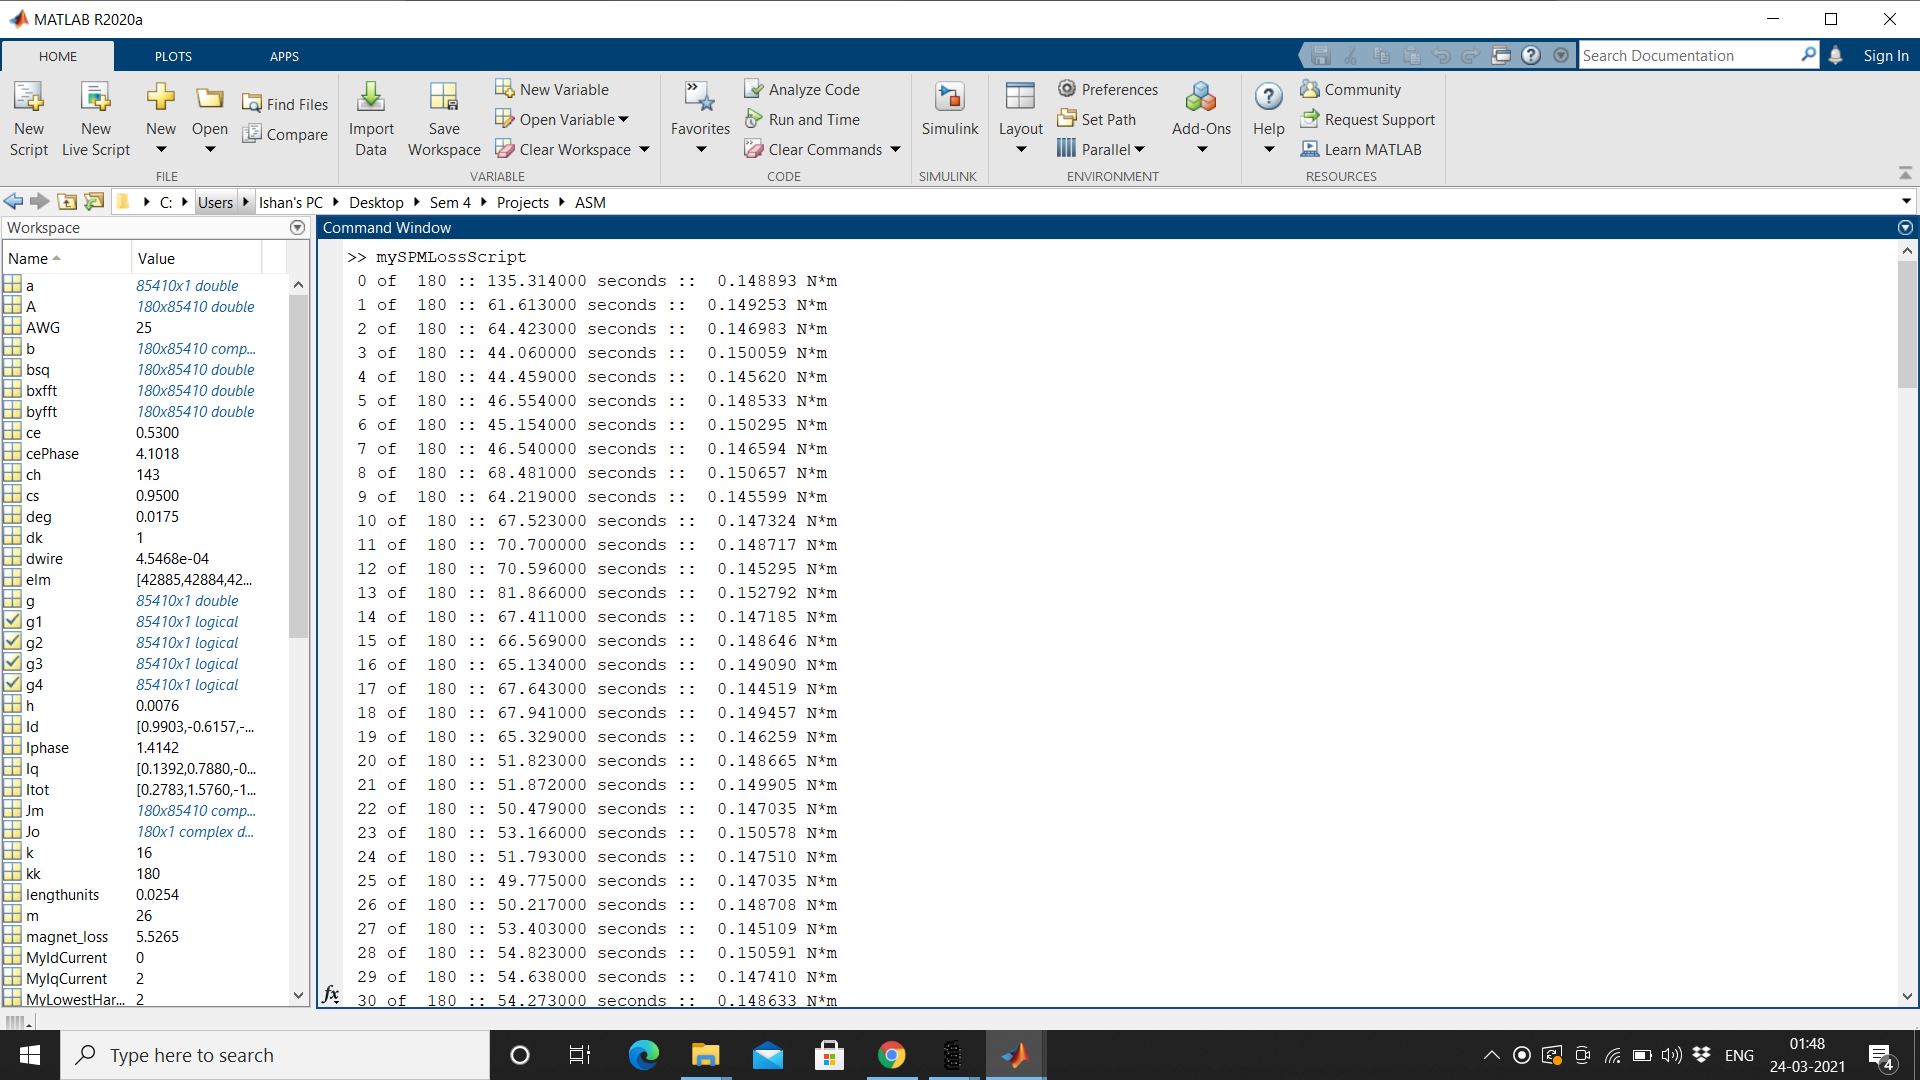 MATLAB R2020a
HOME
PLOTS
APPS
Search Documentation
Sign In
New Script
New Live Script
New
Open
Find Files
Compare
Import Data
Save Workspace
New Variable
Open Variable
Clear Workspace
Favorites
Analyze Code
Run and Time
Clear Commands
Simulink
Layout
Preferences
Set Path
Parallel
Add-Ons
Help
Community
Request Support
Learn MATLAB
FILE
VARIABLE
CODE
SIMULINK
ENVIRONMENT
RESOURCES
C: Users Ishan's PC Desktop Sem 4 Projects ASM
Workspace
Name Value
a 85410x1 double
A 180x85410 double
AWG 25
b 180x85410 comp...
bsq 180x85410 double
bxfft 180x85410 double
byfft 180x85410 double
ce 0.5300
cePhase 4.1018
ch 143
cs 0.9500
deg 0.0175
dk 1
dwire 4.5468e-04
elm [42885,42884,42...
g 85410x1 double
g1 85410x1 logical
g2 85410x1 logical
g3 85410x1 logical
g4 85410x1 logical
h 0.0076
Id [0.9903,-0.6157,-...
Iphase 1.4142
Iq [0.1392,0.7880,-0...
Itot [0.2783,1.5760,-1...
Jm 180x85410 comp...
Jo 180x1 complex d...
k 16
kk 180
lengthunits 0.0254
m 26
magnet_loss 5.5265
MyIdCurrent 0
MyIqCurrent 2
MyLowestHar... 2
Command Window
>> mySPMLossScript
0 of 180 :: 135.314000 seconds :: 0.148893 N*m
1 of 180 :: 61.613000 seconds :: 0.149253 N*m
2 of 180 :: 64.423000 seconds :: 0.146983 N*m
3 of 180 :: 44.060000 seconds :: 0.150059 N*m
4 of 180 :: 44.459000 seconds :: 0.145620 N*m
5 of 180 :: 46.554000 seconds :: 0.148533 N*m
6 of 180 :: 45.154000 seconds :: 0.150295 N*m
7 of 180 :: 46.540000 seconds :: 0.146594 N*m
8 of 180 :: 68.481000 seconds :: 0.150657 N*m
9 of 180 :: 64.219000 seconds :: 0.145599 N*m
10 of 180 :: 67.523000 seconds :: 0.147324 N*m
11 of 180 :: 70.700000 seconds :: 0.148717 N*m
12 of 180 :: 70.596000 seconds :: 0.145295 N*m
13 of 180 :: 81.866000 seconds :: 0.152792 N*m
14 of 180 :: 67.411000 seconds :: 0.147185 N*m
15 of 180 :: 66.569000 seconds :: 0.148646 N*m
16 of 180 :: 65.134000 seconds :: 0.149090 N*m
17 of 180 :: 67.643000 seconds :: 0.144519 N*m
18 of 180 :: 67.941000 seconds :: 0.149457 N*m
19 of 180 :: 65.329000 seconds :: 0.146259 N*m
20 of 180 :: 51.823000 seconds :: 0.148665 N*m
21 of 180 :: 51.872000 seconds :: 0.149905 N*m
22 of 180 :: 50.479000 seconds :: 0.147035 N*m
23 of 180 :: 53.166000 seconds :: 0.150578 N*m
24 of 180 :: 51.793000 seconds :: 0.147510 N*m
25 of 180 :: 49.775000 seconds :: 0.147035 N*m
26 of 180 :: 50.217000 seconds :: 0.148708 N*m
27 of 180 :: 53.403000 seconds :: 0.145109 N*m
28 of 180 :: 54.823000 seconds :: 0.150591 N*m
29 of 180 :: 54.638000 seconds :: 0.147410 N*m
30 of 180 :: 54.273000 seconds :: 0.148633 N*m
fx
Type here to search
ENG
01:48
24-03-2021
4